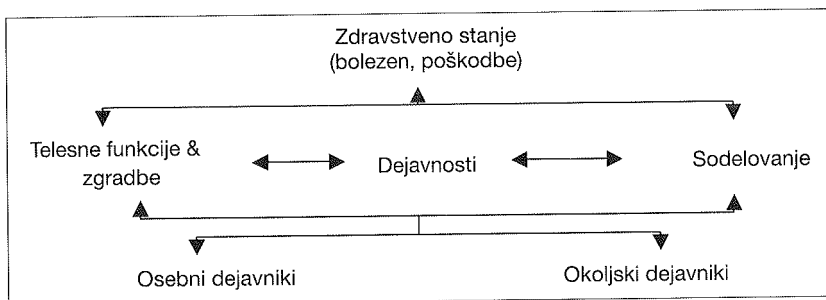 Zdravstveno stanje
(bolezen, poškodbe)
Telesne funkcije &
zgradbe
Dejavnosti
Sodelovanje
Osebni dejavniki
Okoljski dejavniki